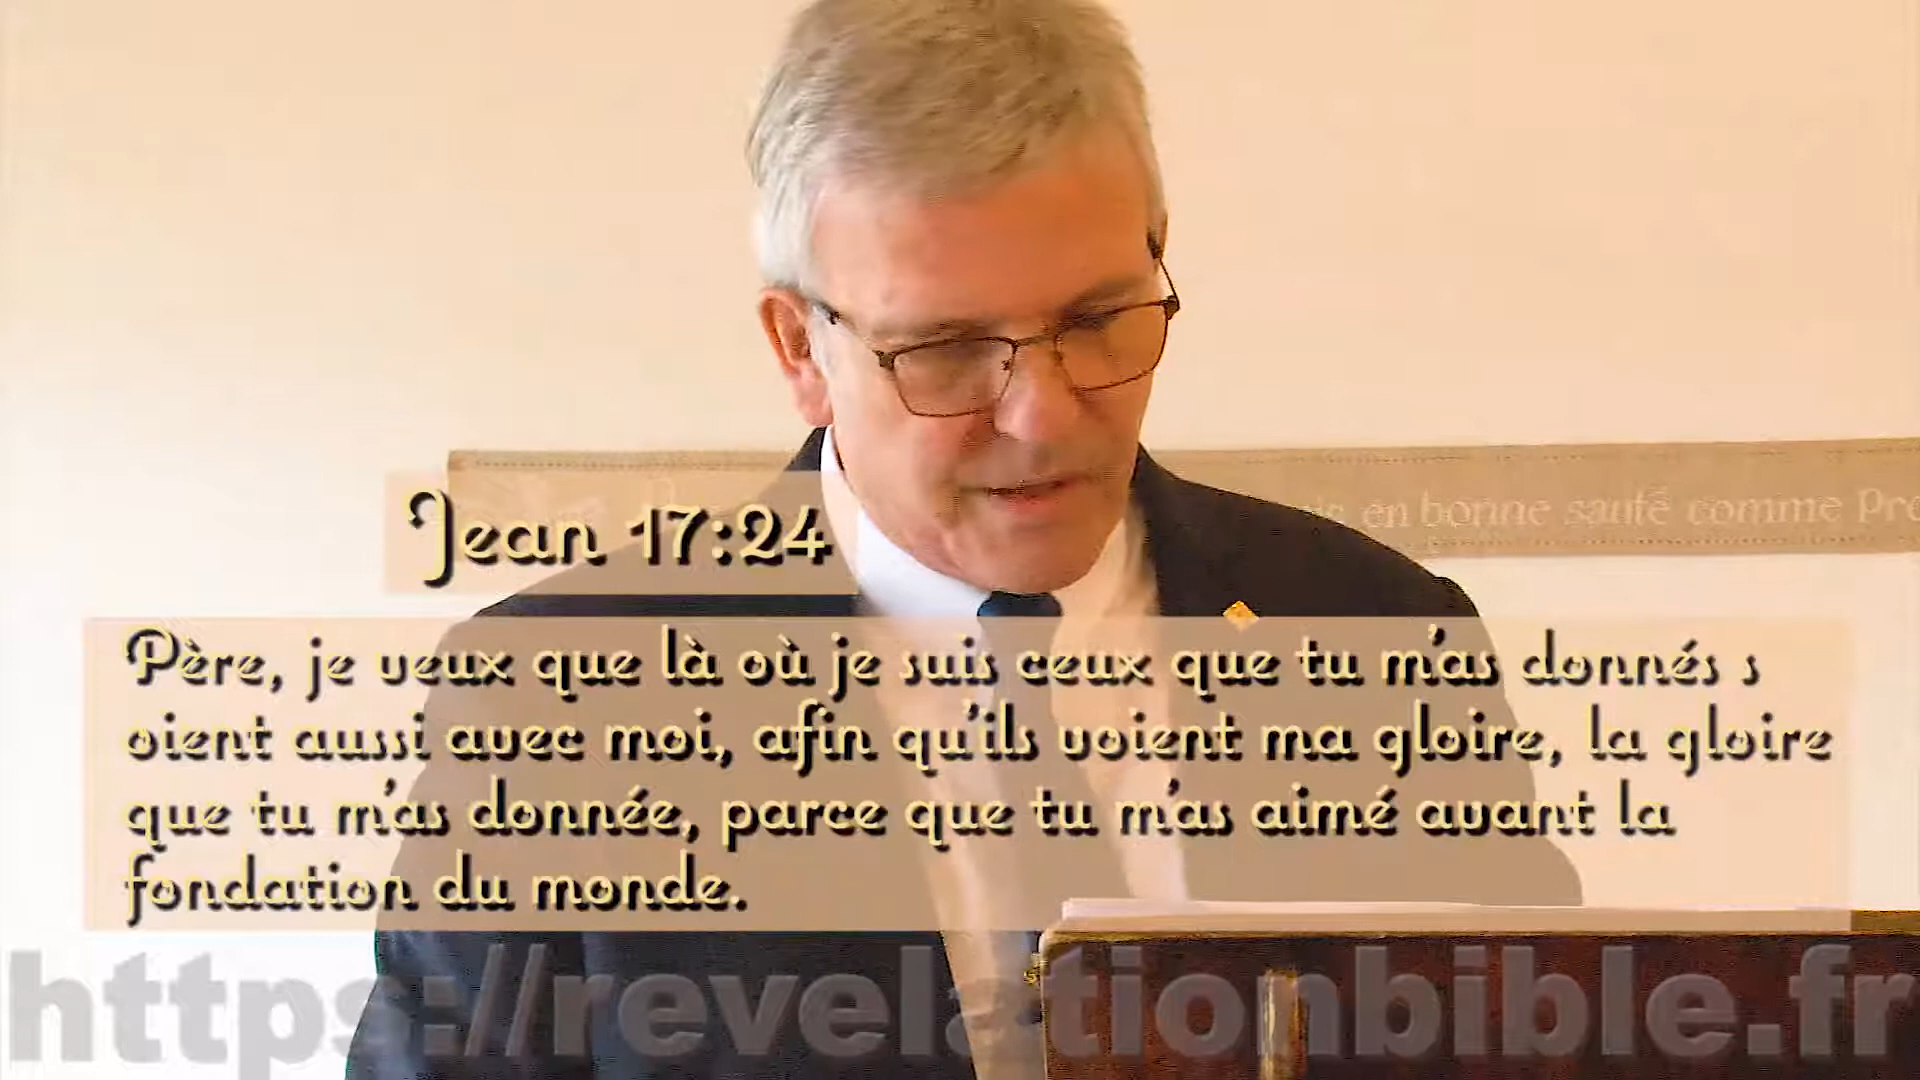 en bonne santé comme
Jean 17:24
Père, je veux que là où je suis ceux que tu m'as donnés s
oient aussi avec moi, afin qu'ils voient ma gloire, la gloire
que tu m'as donnée, parce que tu m'as aimé avant la
fondation du monde.
https://revelationbible.fr